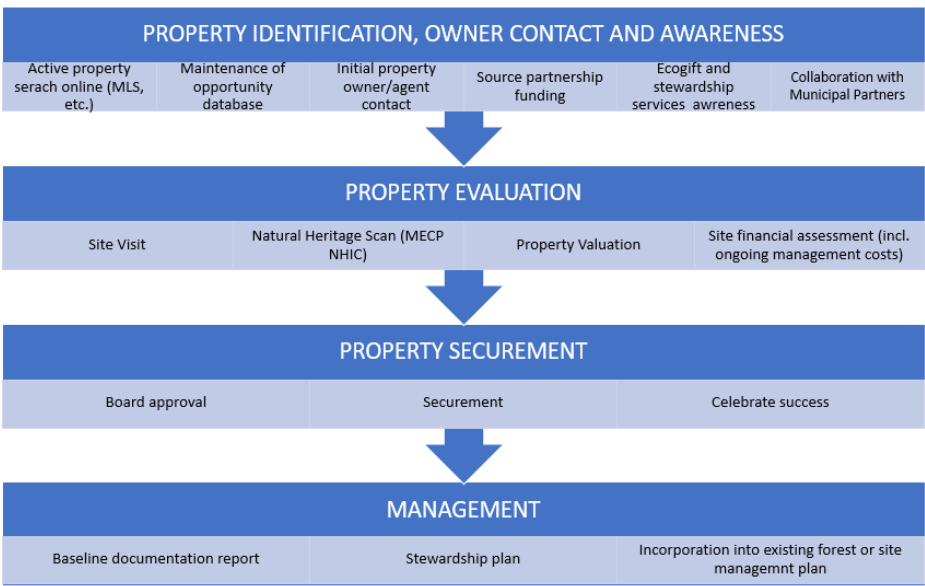 PROPERTY IDENTIFICATION, OWNER CONTACT AND AWARENESS
Active property
serach online (MLS,
etc.)
Maintenance of
opportunity
database
Initial property
owner/agent
contact
Source partnership
funding
Ecogift and
stewardship
services awreness
Collaboration with
Municipal Partners
PROPERTY EVALUATION
Site Visit
Natural Heritage Scan (MECP
NHIC)
Property Valuation
Site financial assessment (incl.
ongoing management costs)
PROPERTY SECUREMENT
Board approval
Securement
Celebrate success
MANAGEMENT
Baseline documentation report
Stewardship plan
Incorporation into existing forest or site
managemnt plan